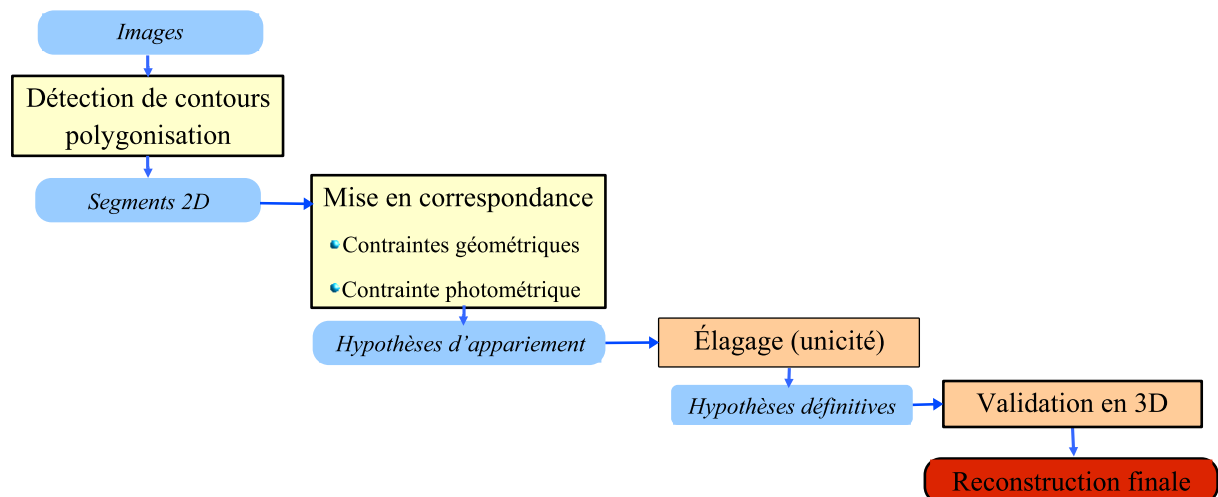 Images
Détection de contours
polygonisation
Segments 2D
Mise en correspondance
Contraintes géométriques
Contrainte photométrique
Hypothèses d’appariement
Élagage (unicité)
Hypothèses définitives
Validation en 3D
Reconstruction finale